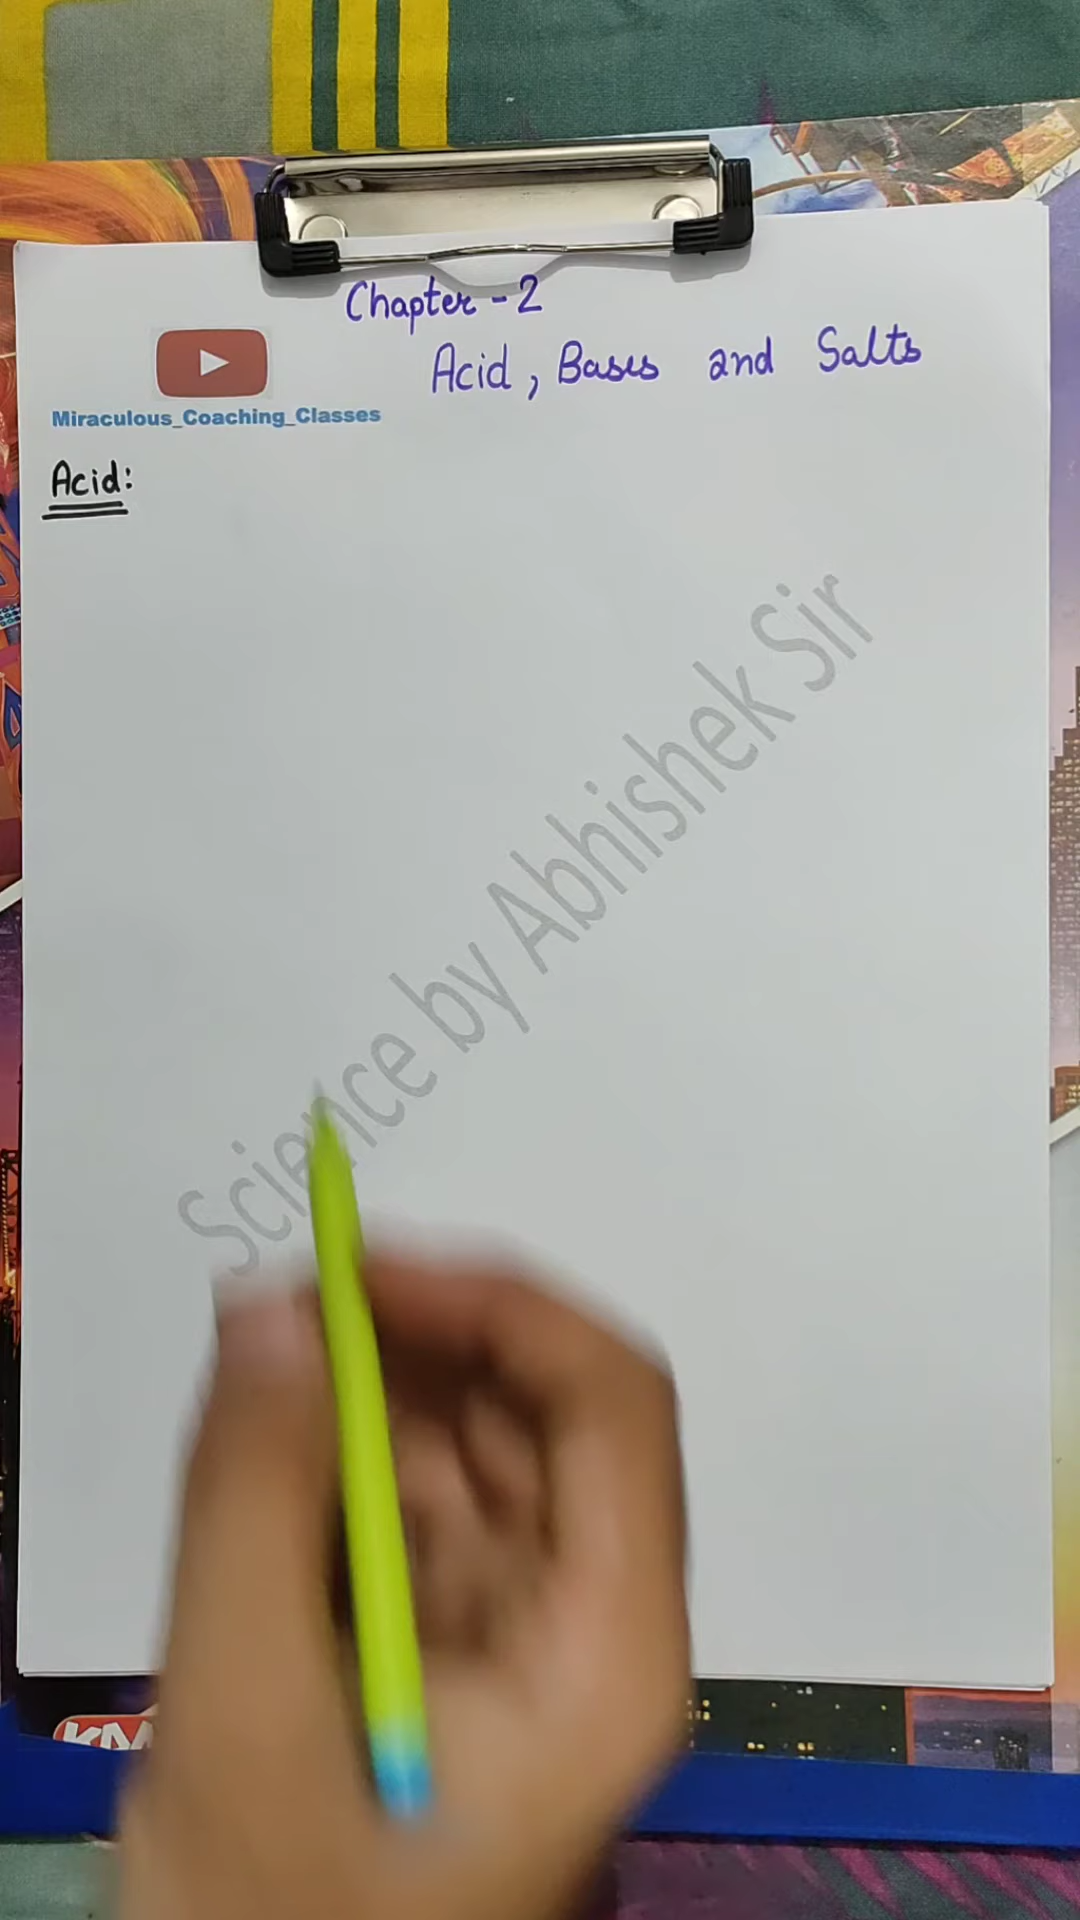 Chapter - 2
Acid, Bases and Salts
Miraculous_Coaching_Classes
Acid:
Science by Abhishek Sir